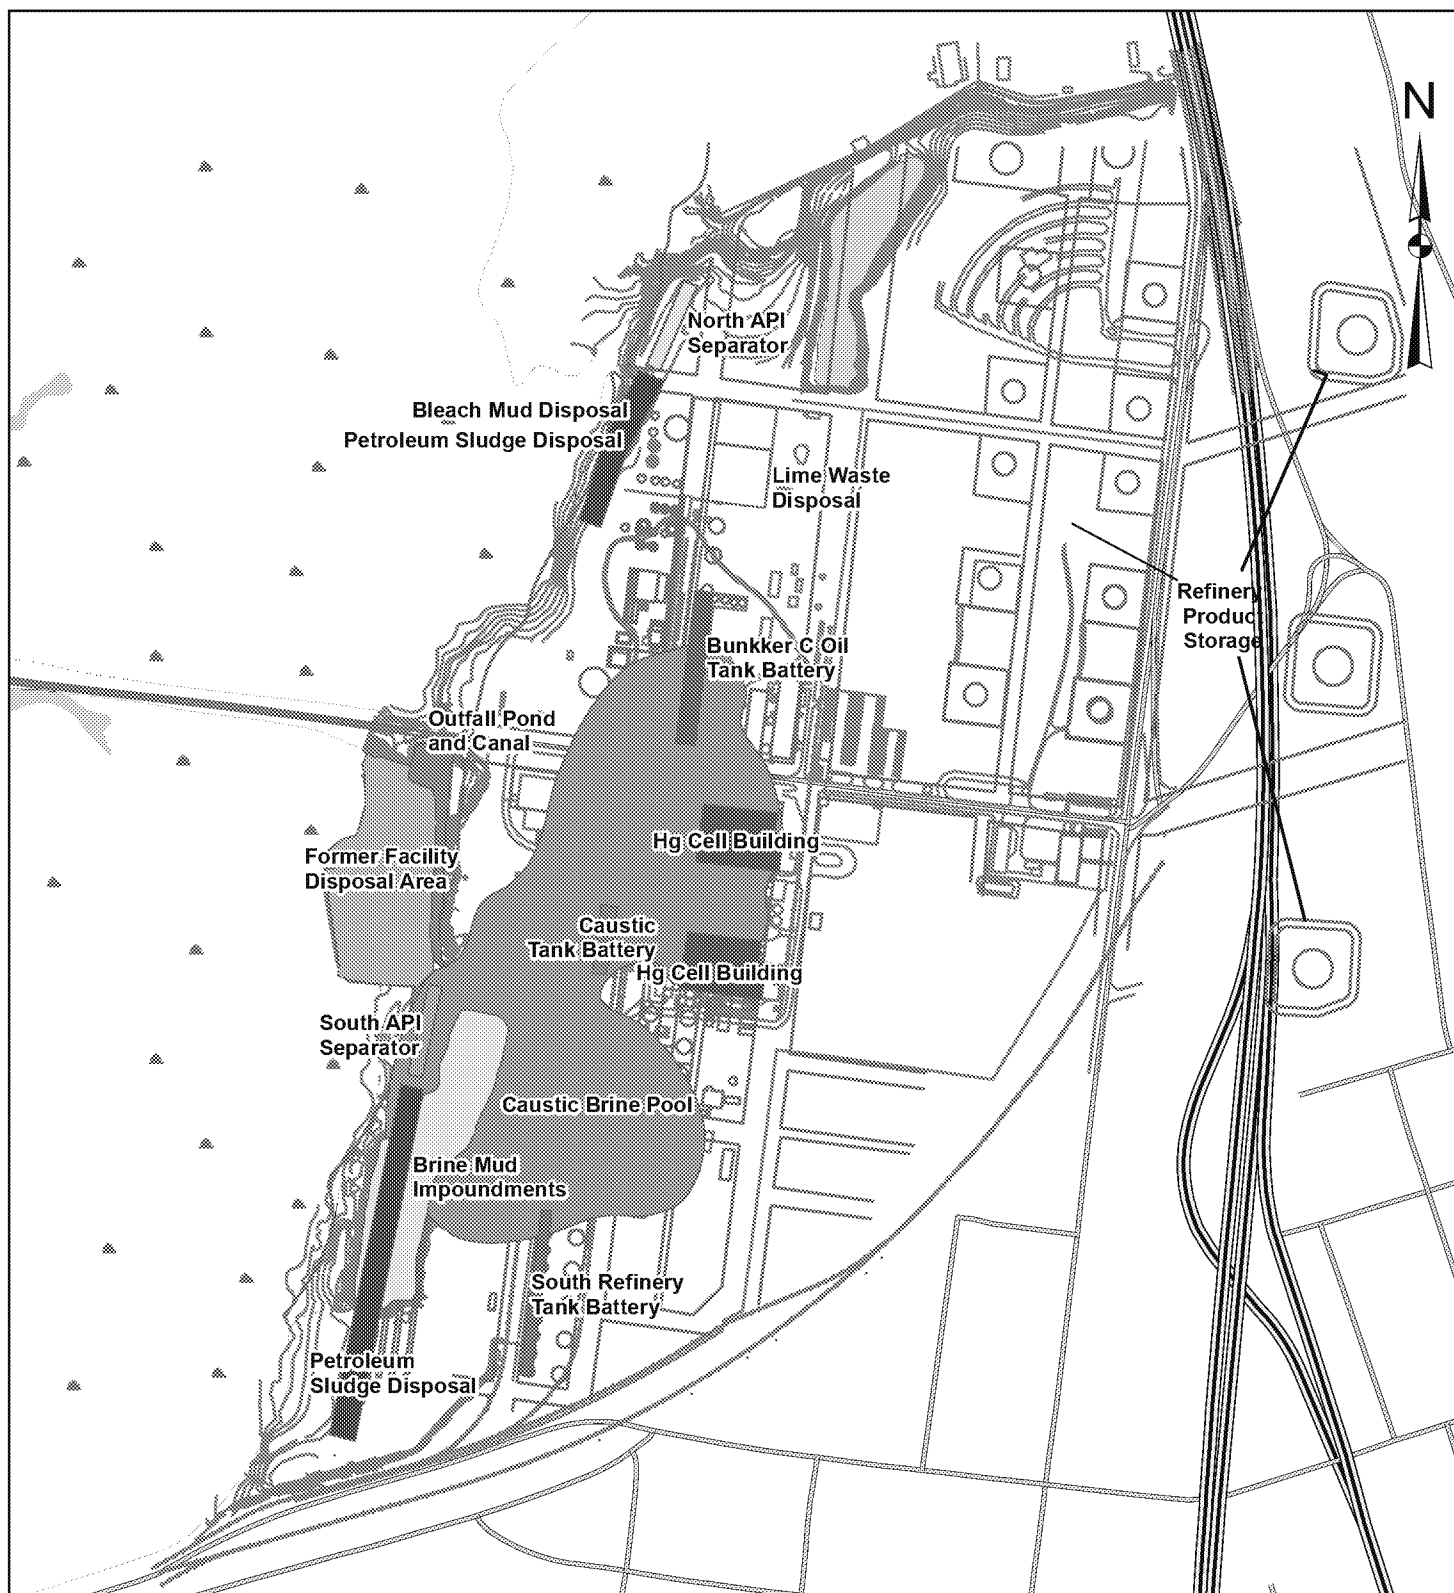 N
North API
Separator
Bleach Mud Disposal
Petroleum Sludge Disposal
Lime Waste
Disposal
Refinery
Product
Storage
Bunkker C Oil
Tank Battery
Outfall Pond
and Canal
Hg Cell Building
Former Facility
Disposal Area
Caustic
Tank Battery
Hg Cell Building
South API
Separator
Caustic Brine Pool
Brine Mud
Impoundments
South Refinery
Tank Battery
Petroleum
Sludge Disposal